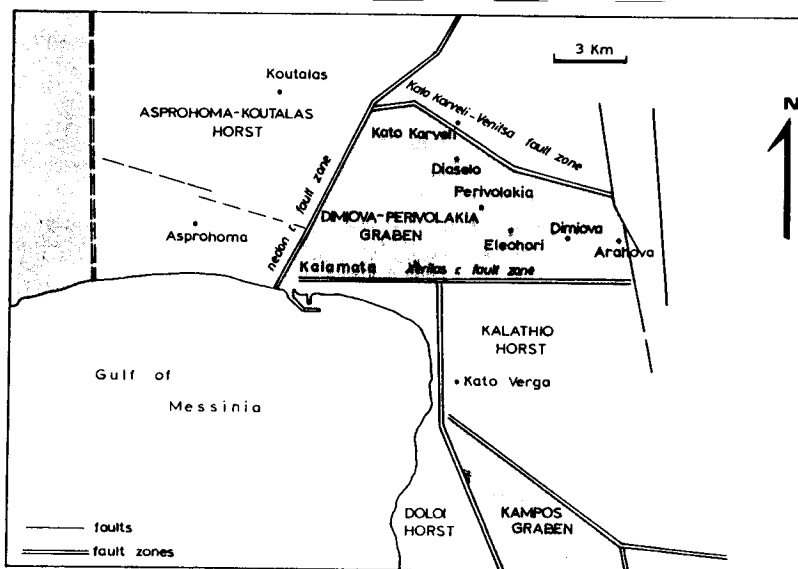 3 Km
N
Koutalas
ASPROHOMA-KOUTALAS
HORST
Kato Karveli-Venitsa fault zone
Kato Karveli
Diaselo
Perivolakia
DIMIOVA-PERIVOLAKIA
GRABEN
Eleohori
Dimiova
Arahova
nedon r. fault zone
Asprohoma
Kalamata
Xerilas r. fault zone
KALATHIO
HORST
Kato Verga
Gulf of
Messinia
DOLOI
HORST
KAMPOS
GRABEN
faults
fault zones